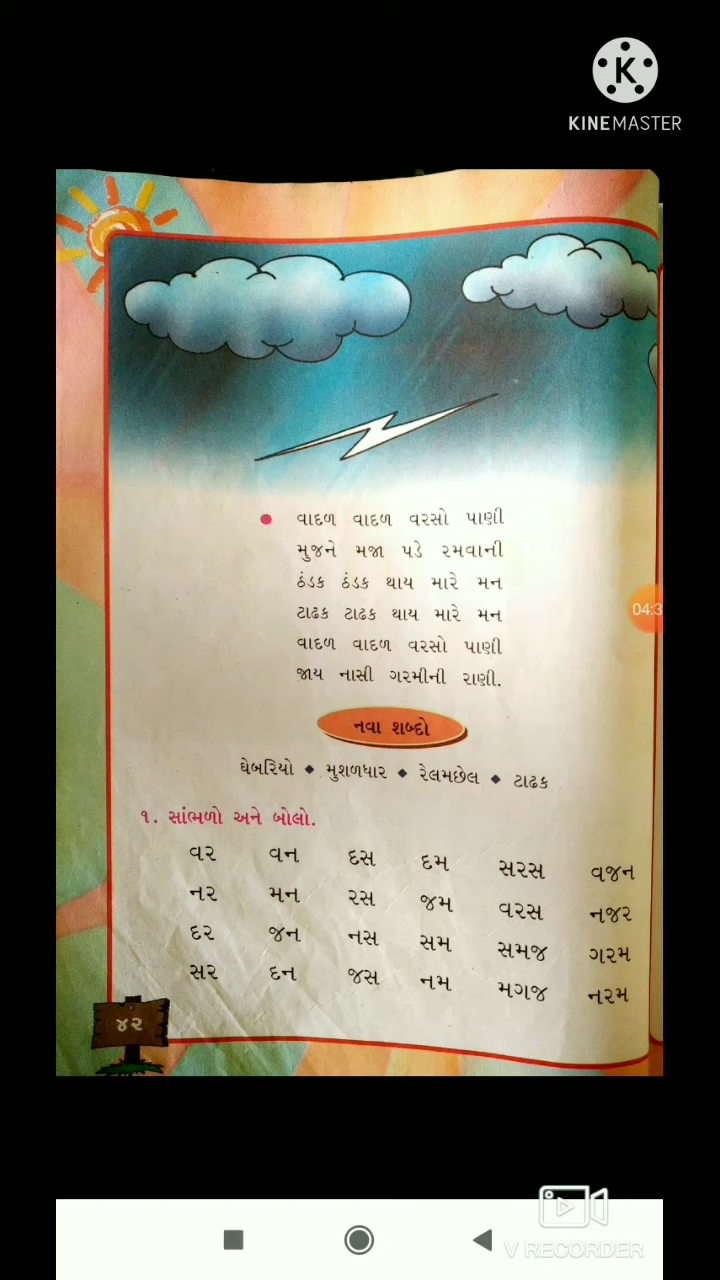 KINEMASTER
વાદળ વાદળ વરસો પાણી
મુજને મજા પડે રમવાની
ઠંડક ઠંડક થાય મારે મન
ટાઢક ટાઢક થાય મારે મન
વાદળ વાદળ વરસો પાણી
જાય નાસી ગરમીની રાણી.
04:3
નવા શબ્દો
ઘેબરિયો ◆ મુશળધાર ◆ રેલમછેલ ◆ ટાઢક
૧. સાંભળો અને બોલો.
વર વન દસ દમ સરસ વજન
નર મન રસ જમ વરસ નજર
દર જન નસ સમ સમજ ગરમ
સર દન જસ નમ મગજ નરમ
૪૨
V RECORDER